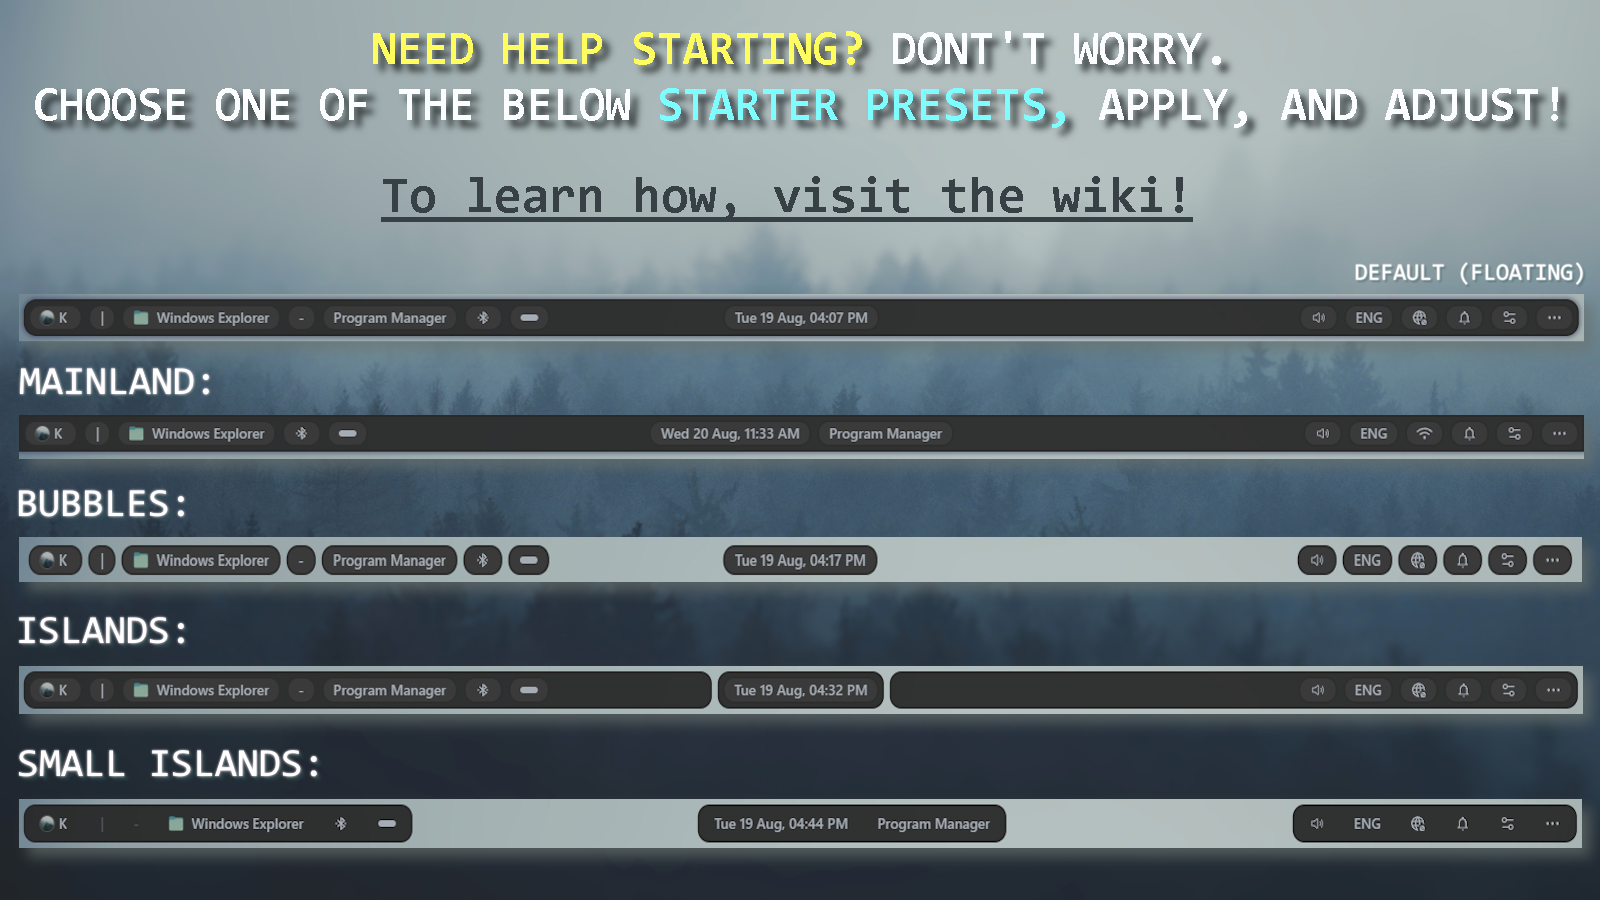 NEED HELP STARTING? DONT'T WORRY.
CHOOSE ONE OF THE BELOW STARTER PRESETS, APPLY, AND ADJUST!
To learn how, visit the wiki!
DEFAULT (FLOATING)
K | Windows Explorer - Program Manager Tue 19 Aug, 04:07 PM ENG ...
MAINLAND:
K | Windows Explorer Wed 20 Aug, 11:33 AM Program Manager ENG ...
BUBBLES:
K | Windows Explorer - Program Manager Tue 19 Aug, 04:17 PM ENG ...
ISLANDS:
K | Windows Explorer - Program Manager Tue 19 Aug, 04:32 PM ENG ...
SMALL ISLANDS:
K | - Windows Explorer Tue 19 Aug, 04:44 PM Program Manager ENG ...